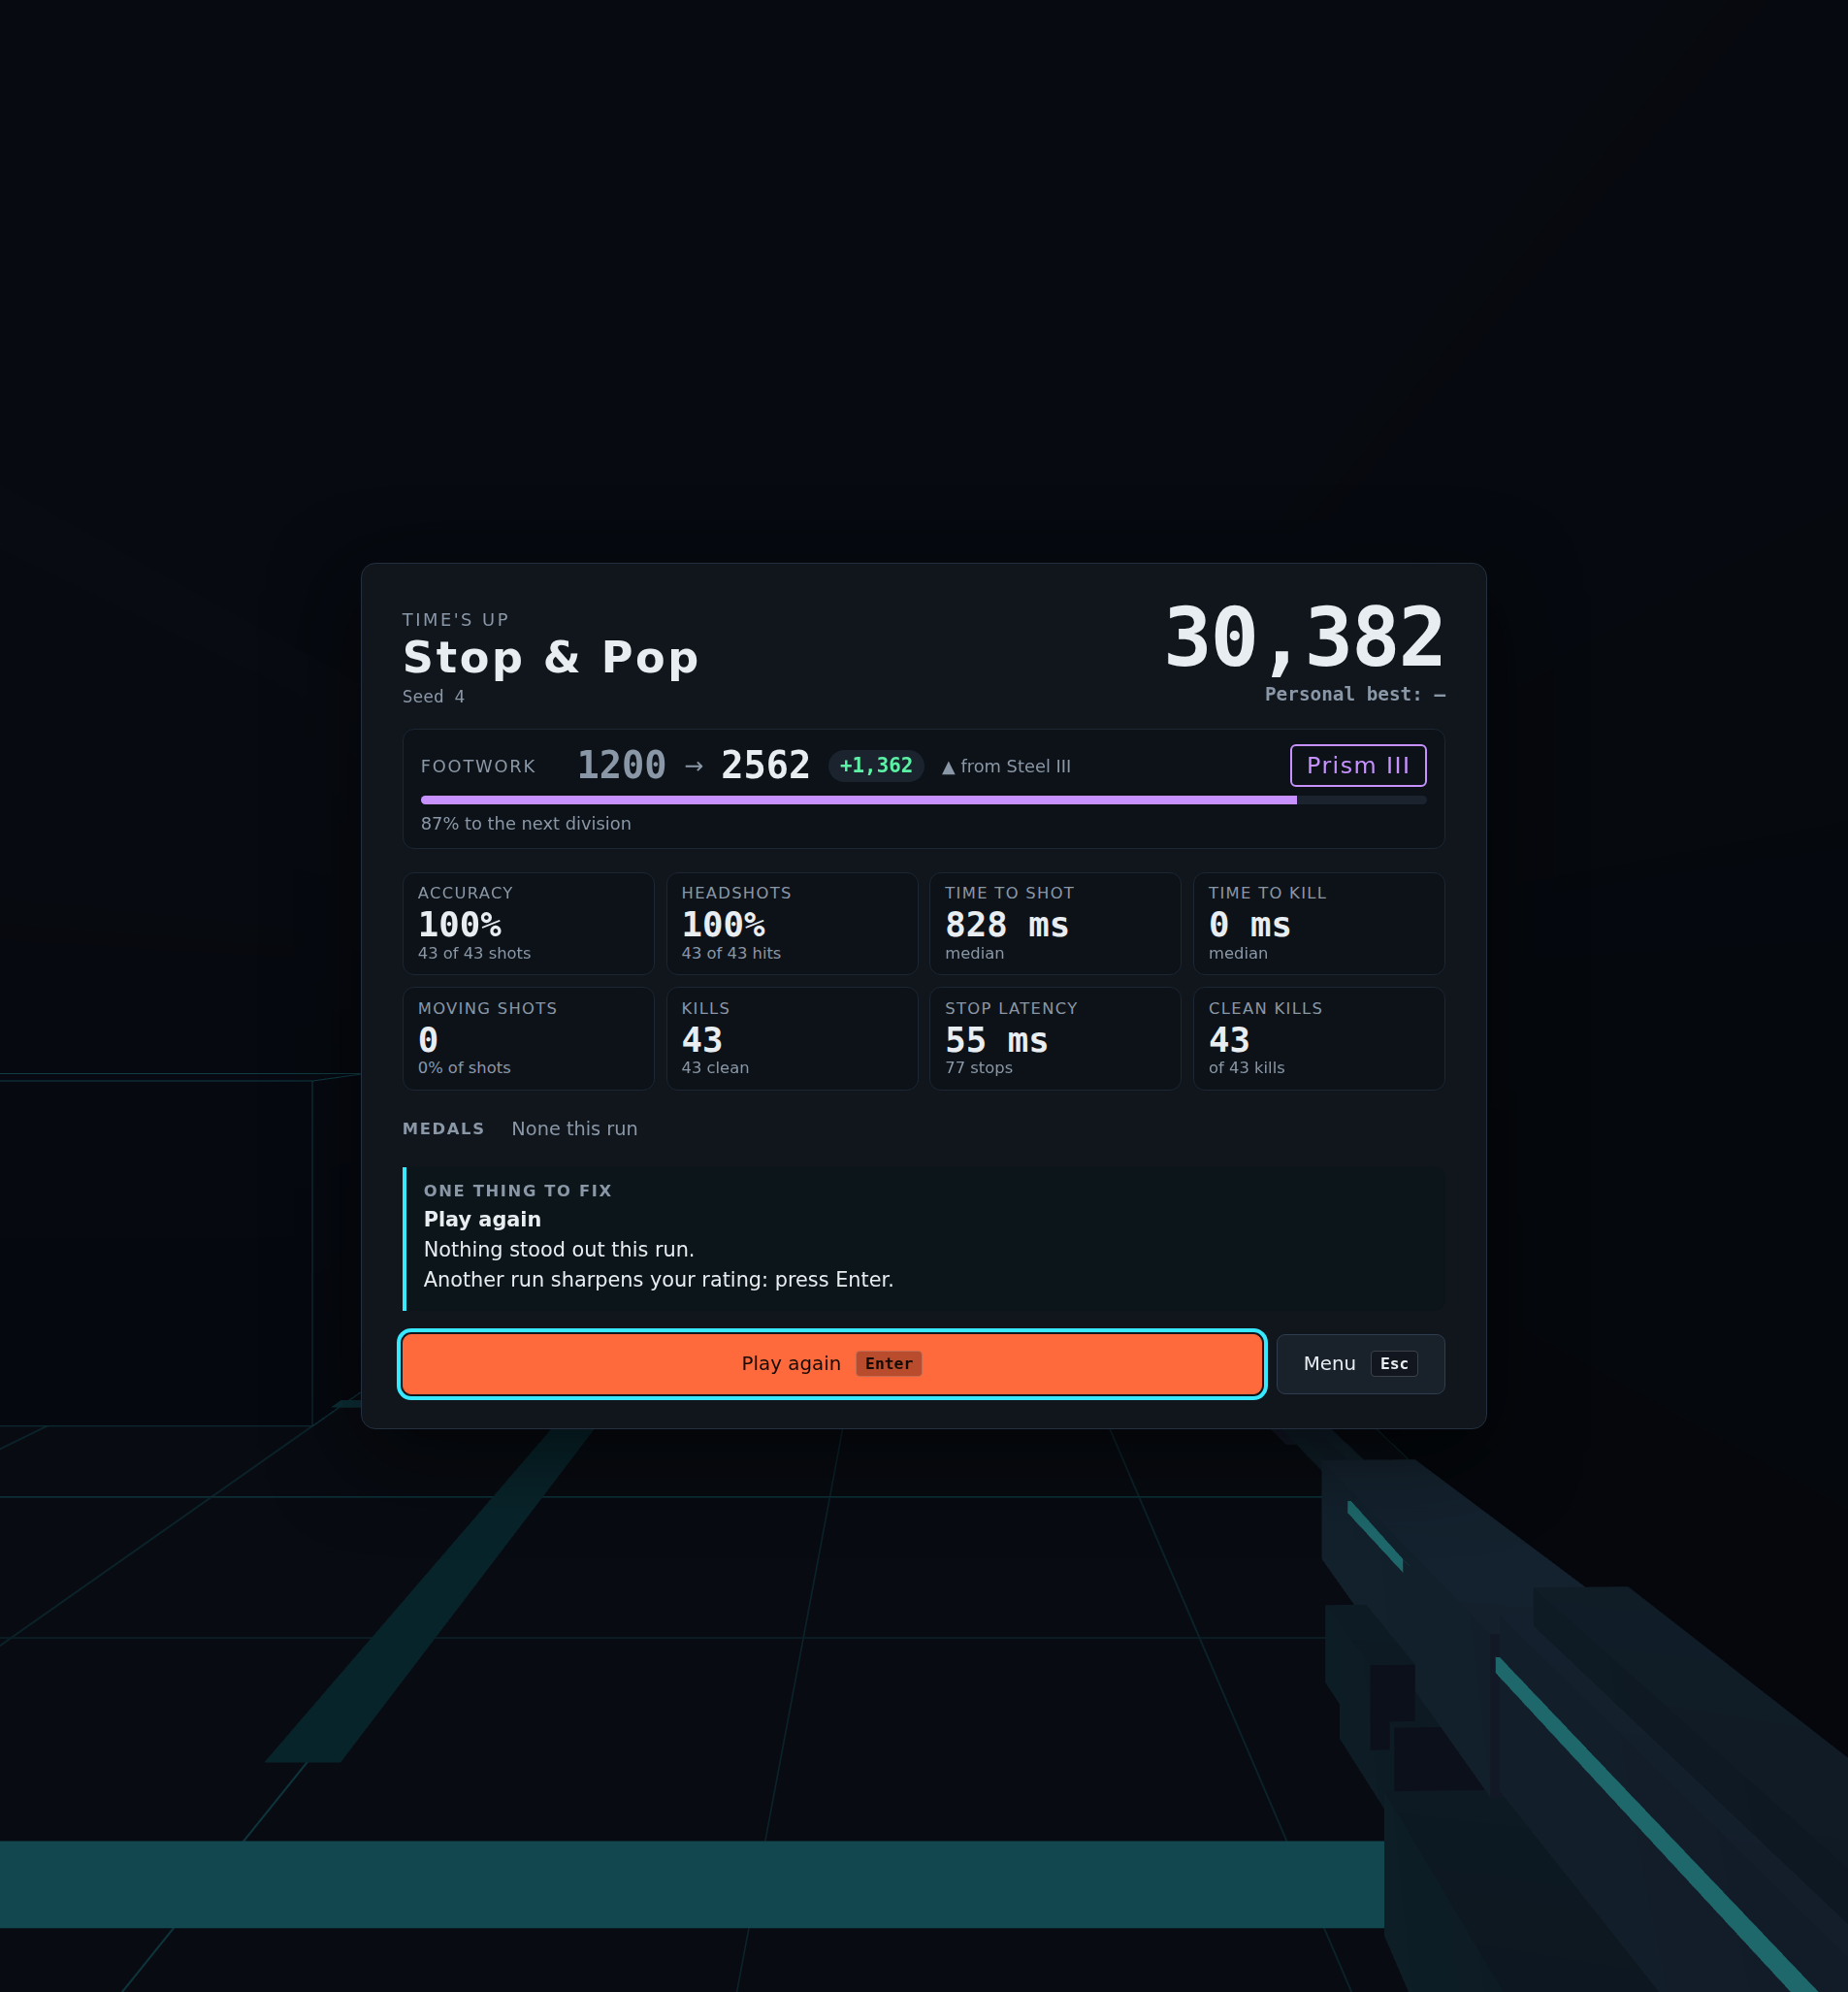 TIME'S UP
Stop & Pop
Seed 4
30,382
Personal best: —
FOOTWORK 1200 → 2562 +1,362 ▲ from Steel III Prism III
87% to the next division
ACCURACY
100%
43 of 43 shots
HEADSHOTS
100%
43 of 43 hits
TIME TO SHOT
828 ms
median
TIME TO KILL
0 ms
median
MOVING SHOTS
0
0% of shots
KILLS
43
43 clean
STOP LATENCY
55 ms
77 stops
CLEAN KILLS
43
of 43 kills
MEDALS None this run
ONE THING TO FIX
Play again
Nothing stood out this run.
Another run sharpens your rating: press Enter.
Play again Enter
Menu Esc